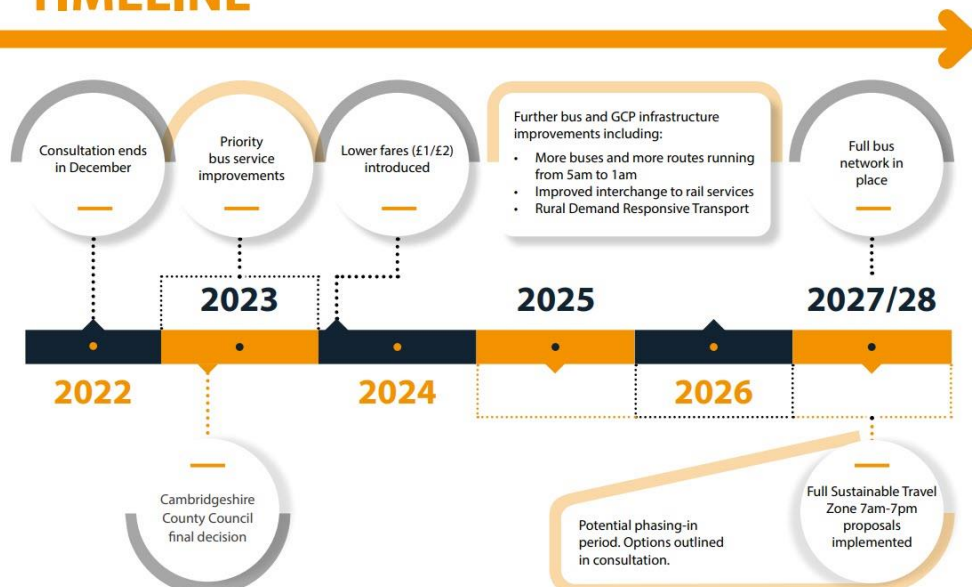 TIMELINE
Consultation ends
in December
Priority
bus service
improvements
Lower fares (£1/£2)
introduced
Further bus and GCP infrastructure
improvements including:
• More buses and more routes running
from 5am to 1am
• Improved interchange to rail services
• Rural Demand Responsive Transport
Full bus
network in
place
2023
2025
2027/28
2022
2024
2026
Cambridgeshire
County Council
final decision
Potential phasing-in
period. Options outlined
in consultation.
Full Sustainable Travel
Zone 7am-7pm
proposals
implemented